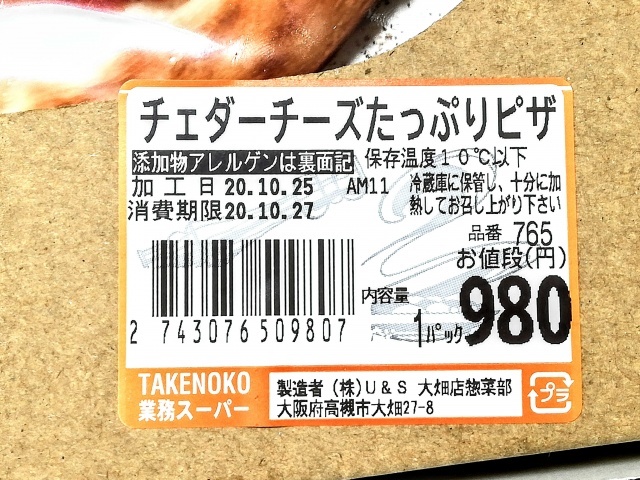 チェダーチーズたっぷりピザ
添加物アレルゲンは裏面記 保存温度10℃以下
加工日 20.10.25 AM11 冷蔵庫に保管し、十分に加
熱してお召し上がり下さい
消費期限 20.10.27
品番 765
お値段(円)
内容量
1パック 980
2 743076 509807
TAKENOKO
業務スーパー
製造者 (株)U&S 大畑店惣菜部
大阪府高槻市大畑27-8
プラ